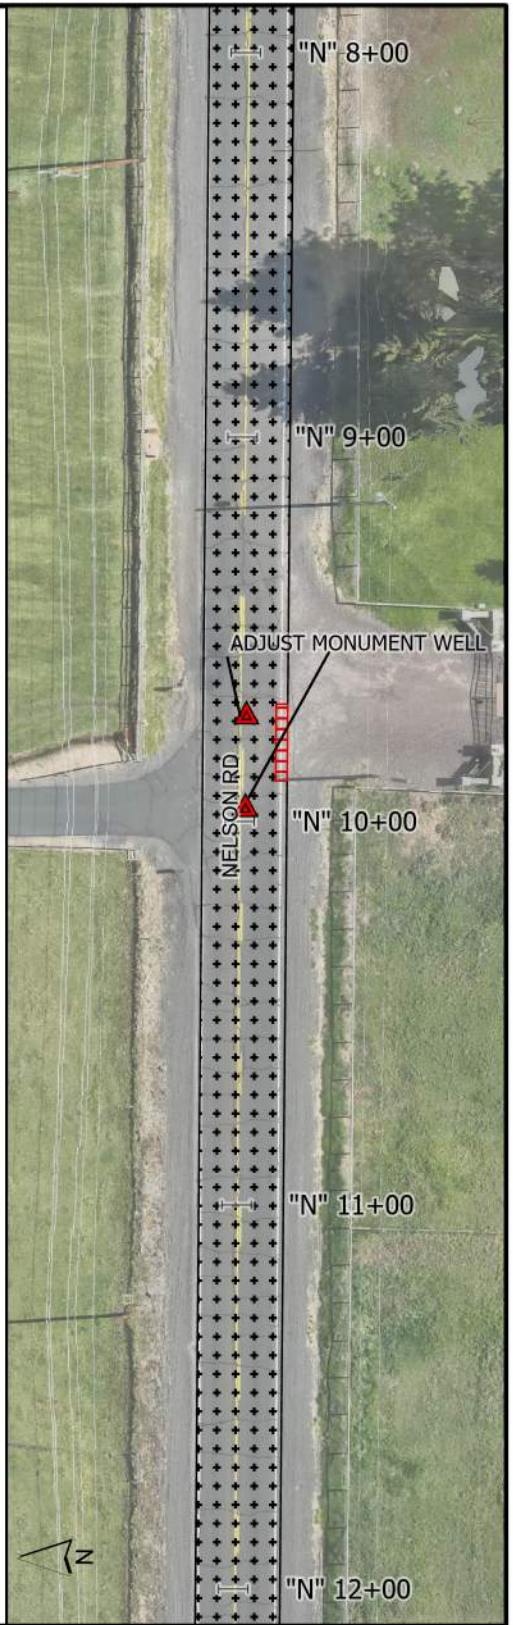 "N" 8+00
"N" 9+00
ADJUST MONUMENT WELL
NELSON RD
"N" 10+00
"N" 11+00
N
"N" 12+00